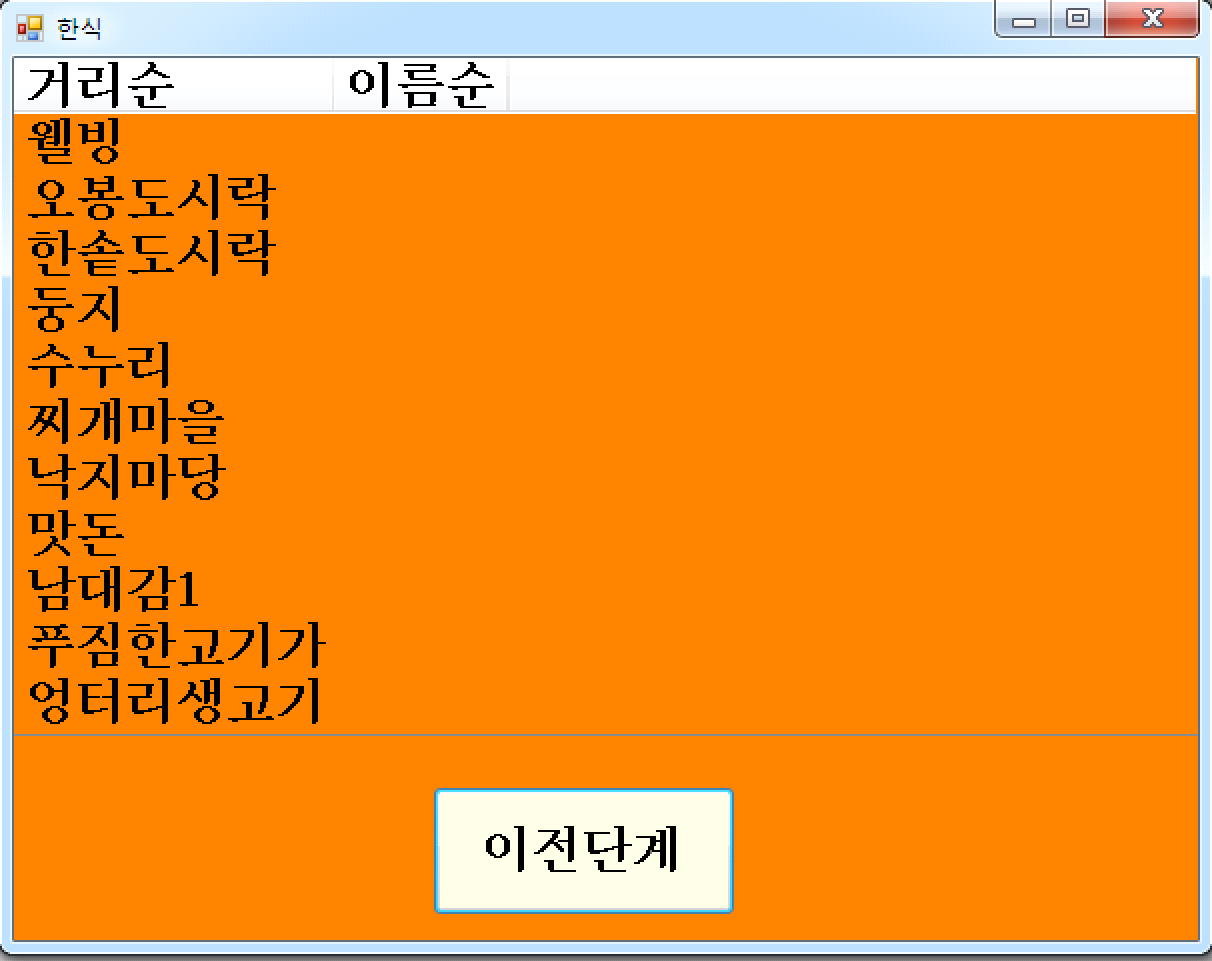 한식
거리순 이름순
웰빙
오봉도시락
한솥도시락
둥지
수누리
찌개마을
낙지마당
맛돈
남대감1
푸짐한고기가
엉터리생고기
이전단계